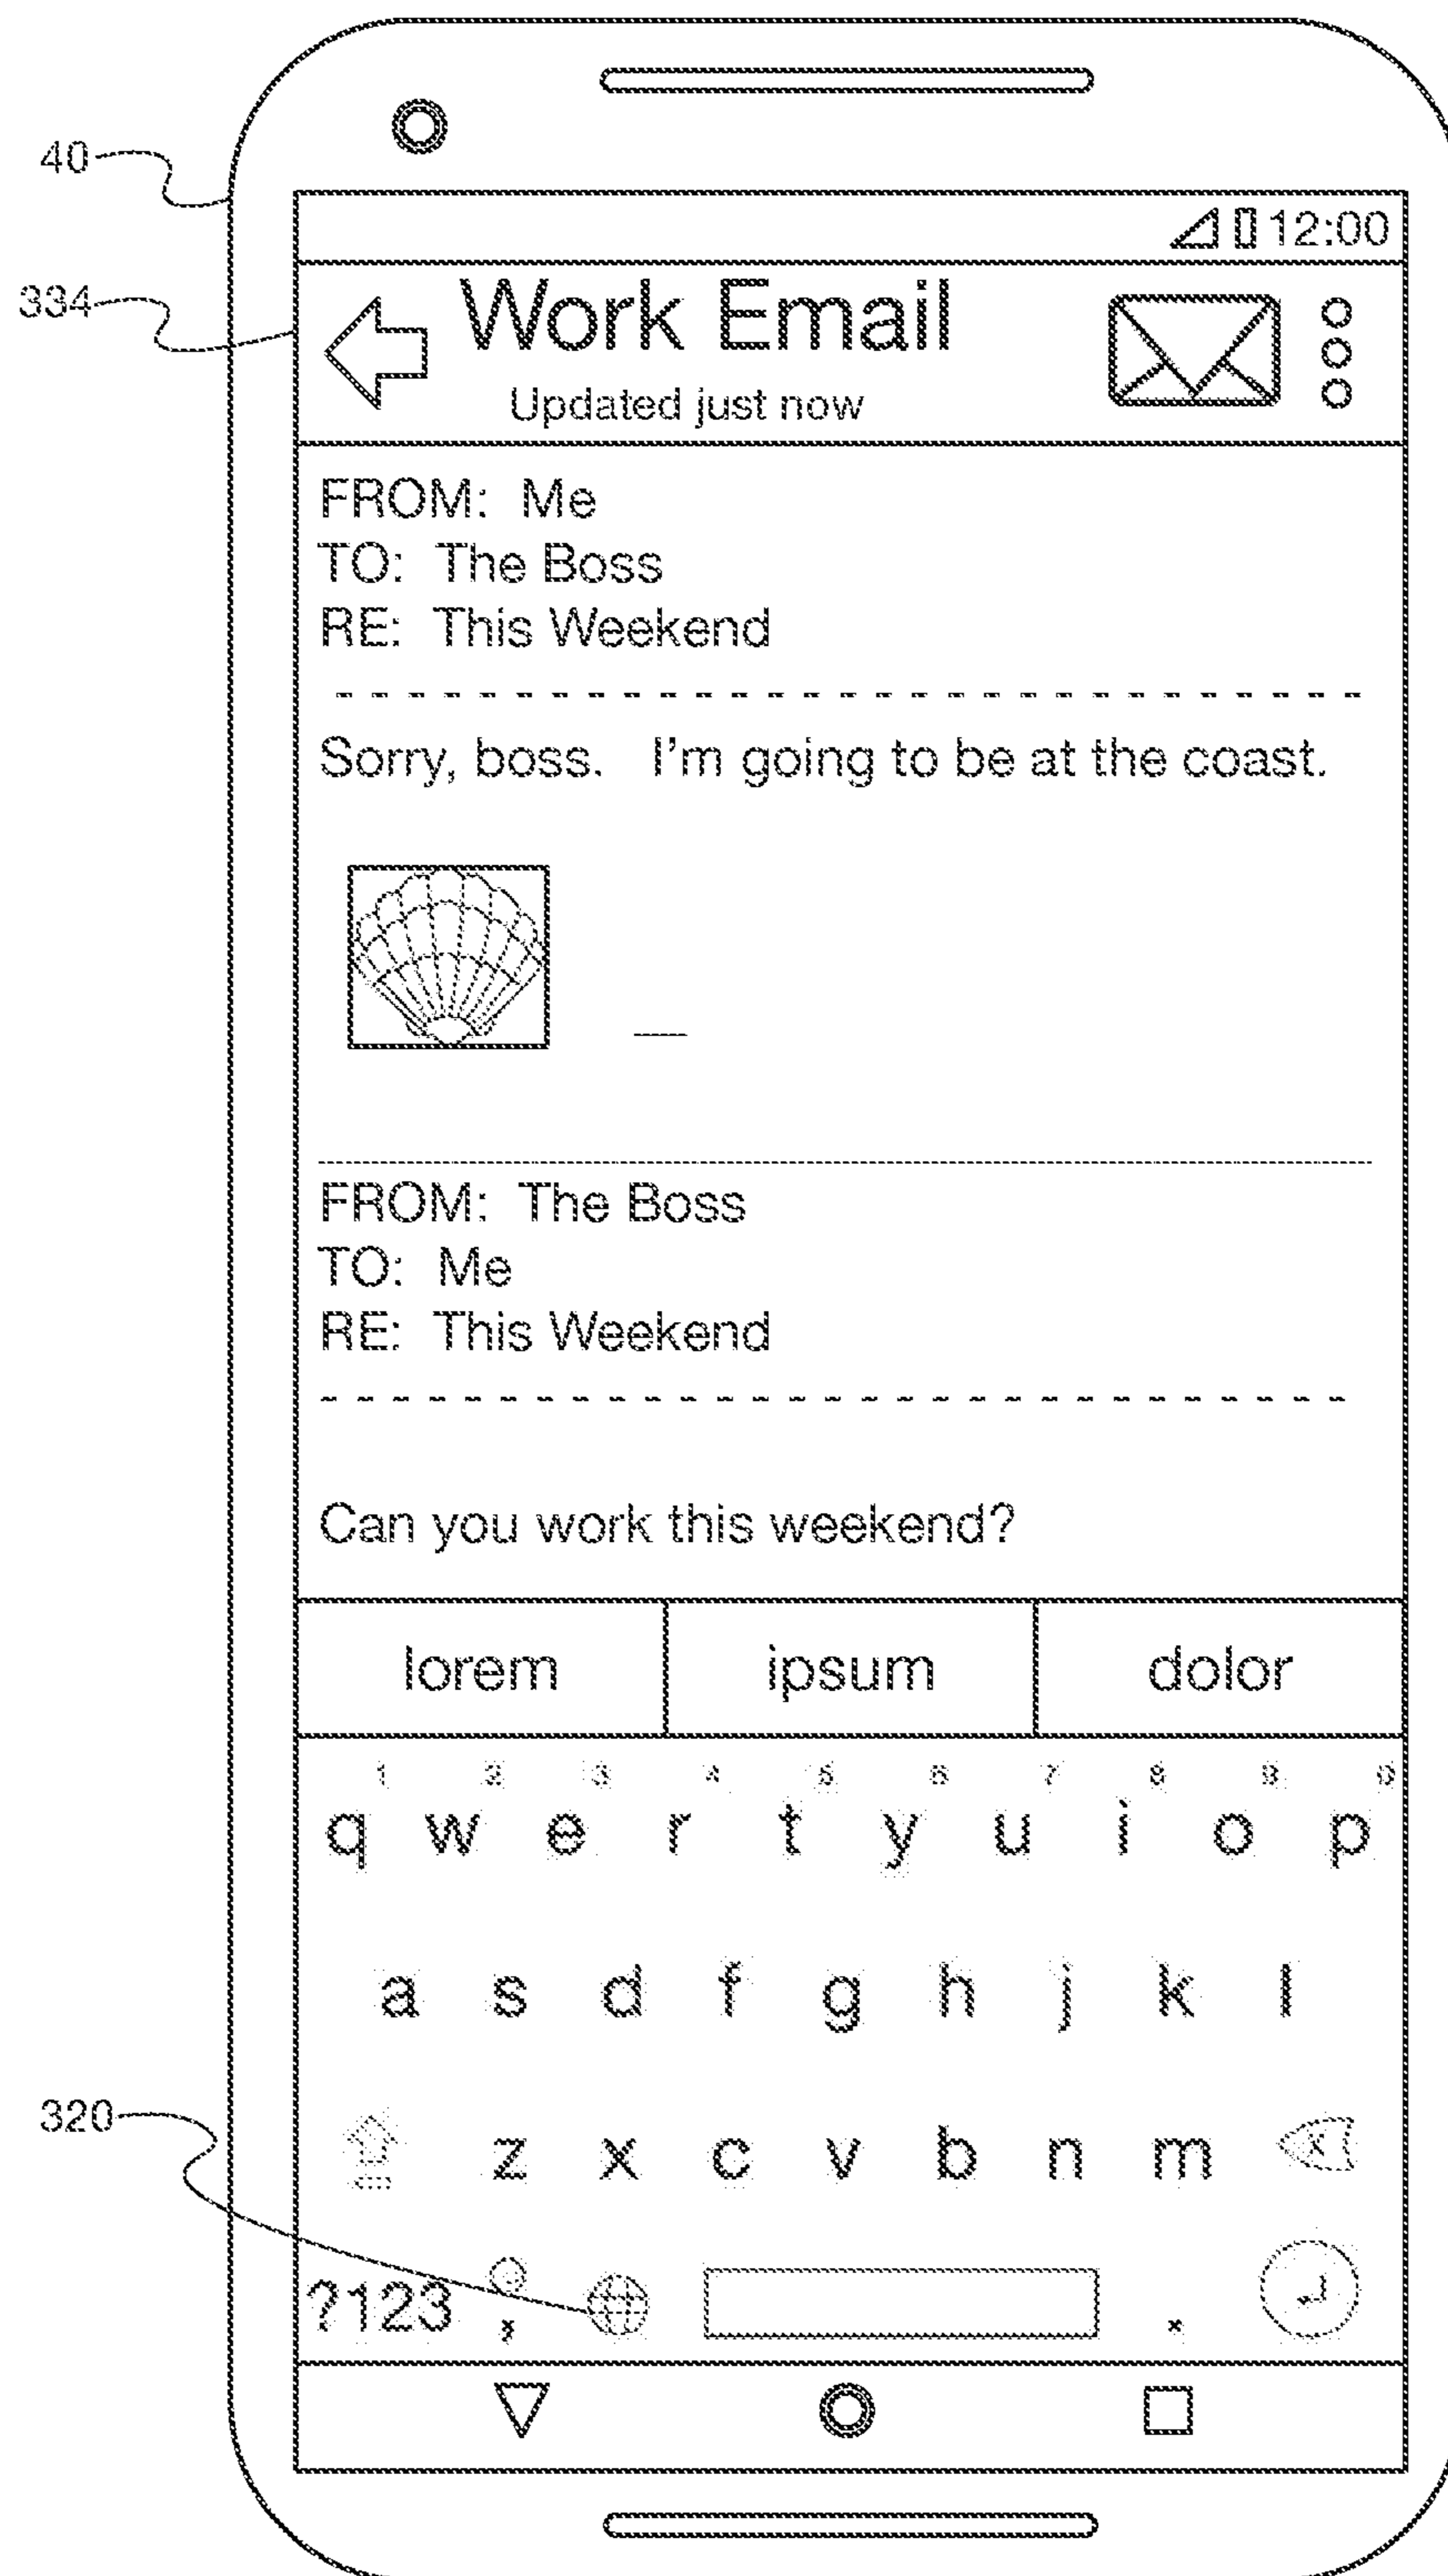 40
12:00
334
Work Email
Updated just now
FROM: Me
TO: The Boss
RE: This Weekend
Sorry, boss. I'm going to be at the coast.
FROM: The Boss
TO: Me
RE: This Weekend
Can you work this weekend?
lorem ipsum dolor
1 2 3 4 5 6 7 8 9 0
q w e r t y u i o p
a s d f g h j k l
320
z x c v b n m x
?123 , .